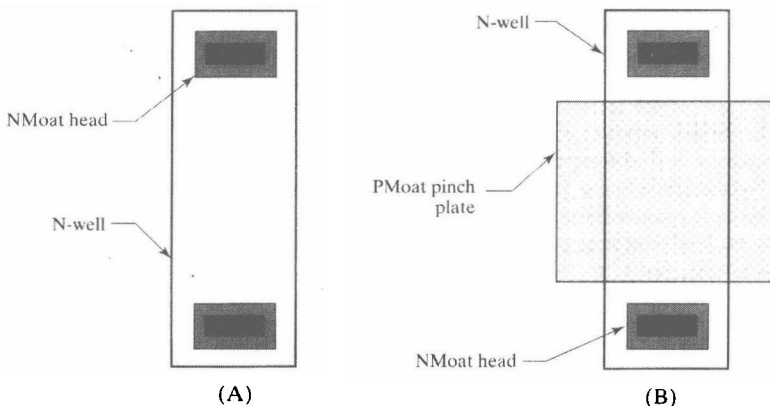 NMoat head
N-well
(A)
N-well
PMoat pinch
plate
NMoat head
(B)